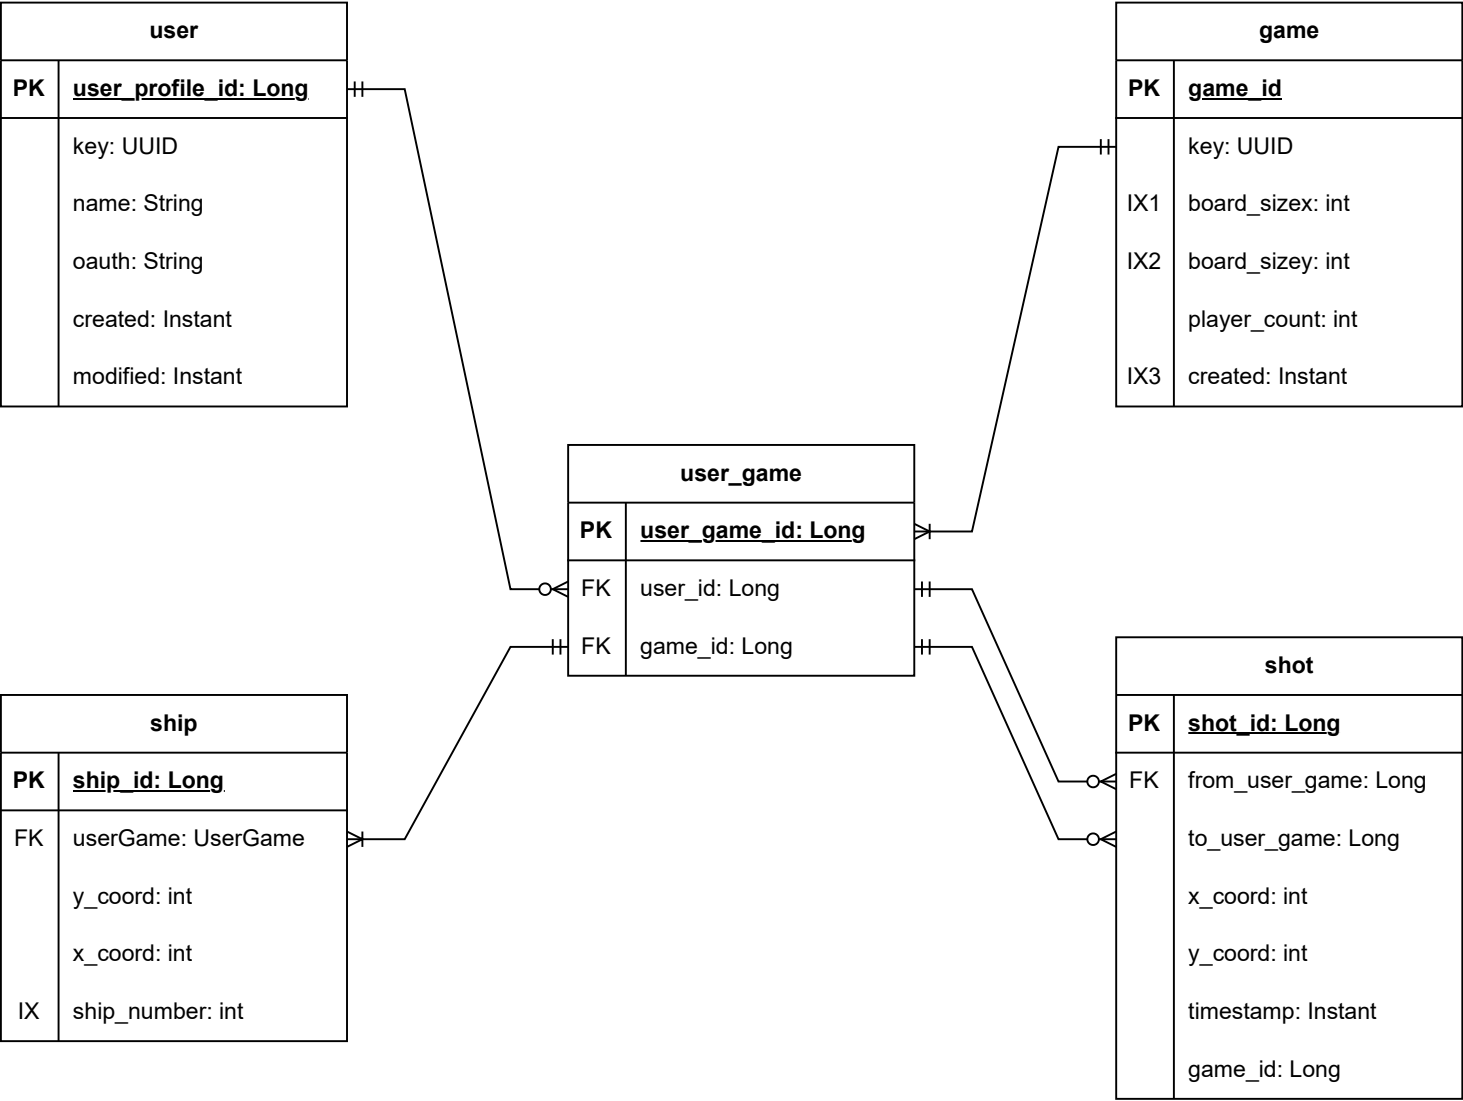 user
PK user_profile_id: Long
key: UUID
name: String
oauth: String
created: Instant
modified: Instant
game
PK game_id
key: UUID
IX1 board_sizex: int
IX2 board_sizey: int
player_count: int
IX3 created: Instant
user_game
PK user_game_id: Long
FK user_id: Long
FK game_id: Long
ship
PK ship_id: Long
FK userGame: UserGame
y_coord: int
x_coord: int
IX ship_number: int
shot
PK shot_id: Long
FK from_user_game: Long
to_user_game: Long
x_coord: int
y_coord: int
timestamp: Instant
game_id: Long